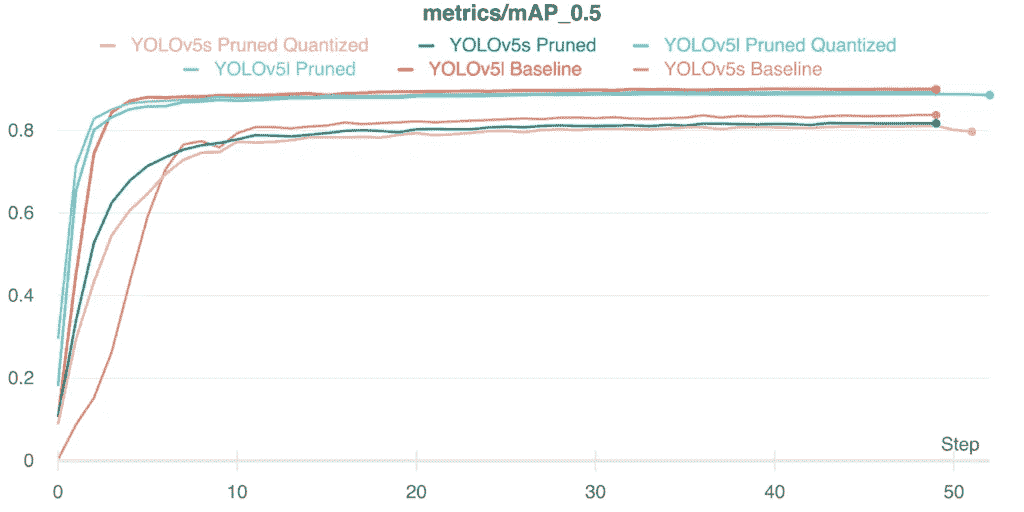 metrics/mAP_0.5
YOLOv5s Pruned Quantized YOLOv5s Pruned YOLOv5l Pruned Quantized
YOLOv5l Pruned YOLOv5l Baseline YOLOv5s Baseline
0.8
0.6
0.4
0.2
Step
0
0 10 20 30 40 50